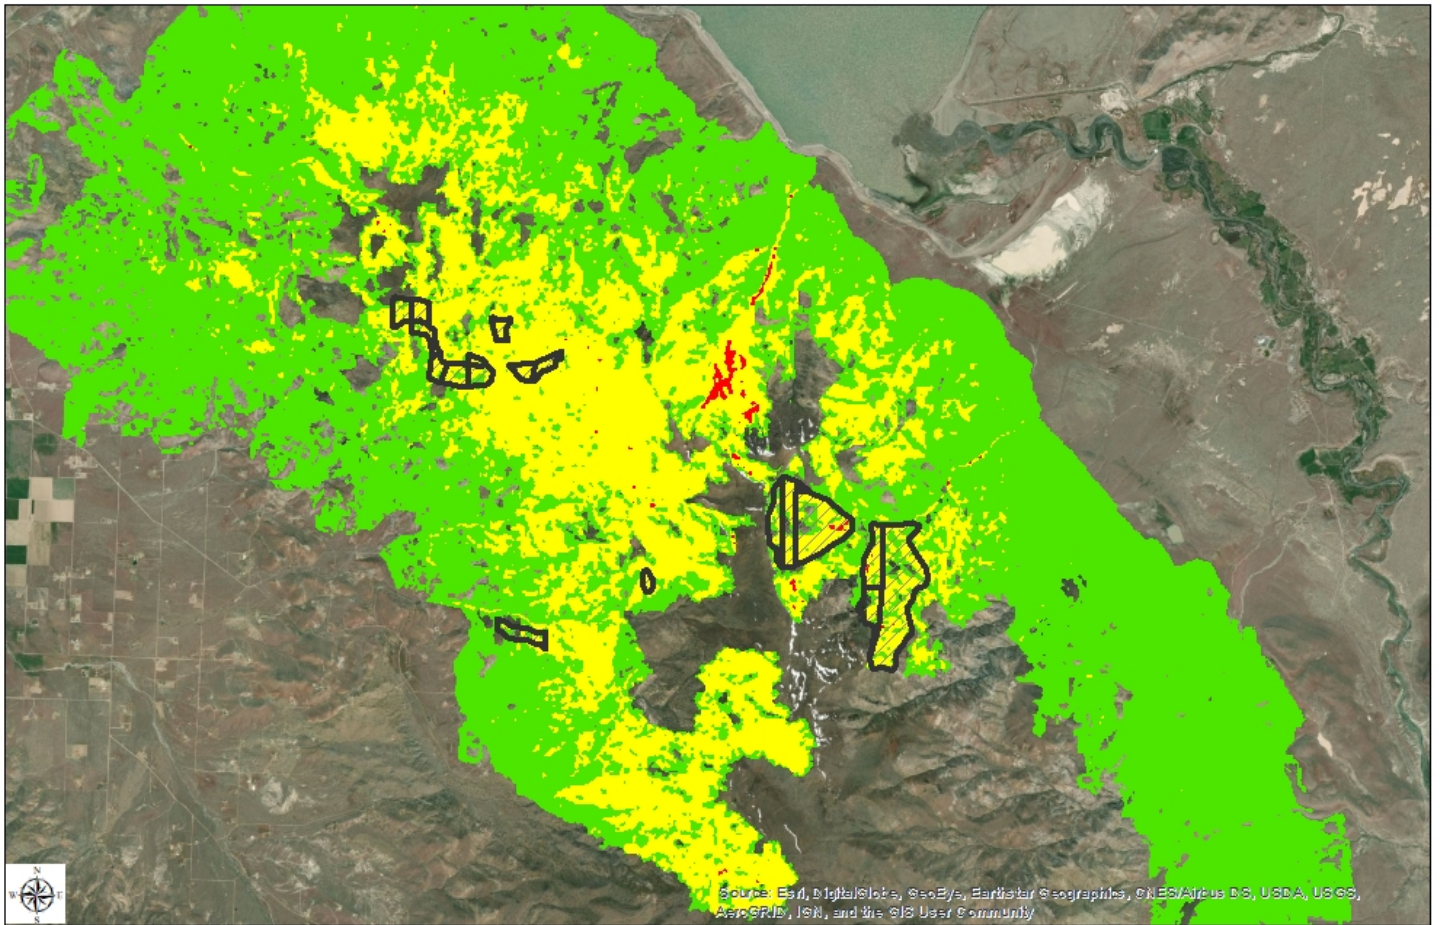 N
W E
S
Source: Esri, DigitalGlobe, GeoEye, Earthstar Geographics, CNES/Airbus DS, USDA, USGS,
AeroGRID, IGN, and the GIS User Community